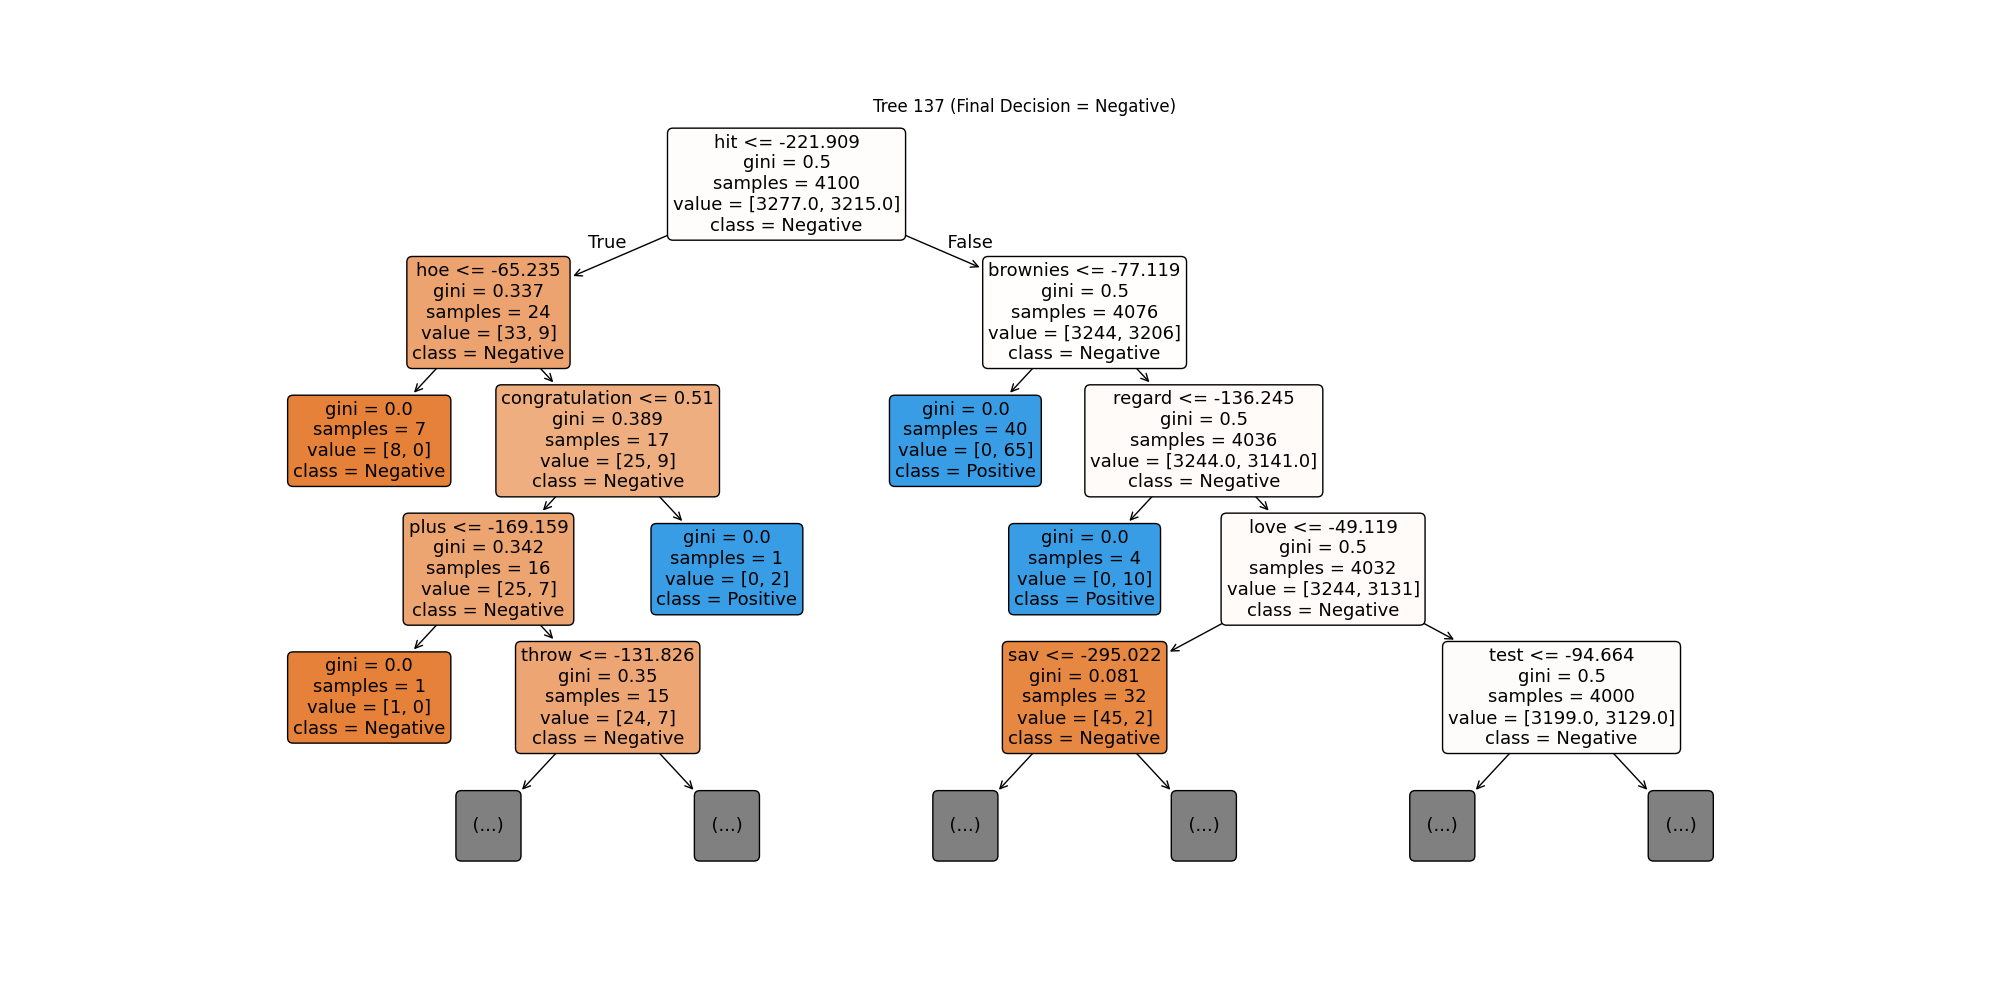 Tree 137 (Final Decision = Negative)
hit <= -221.909
gini = 0.5
samples = 4100
value = [3277.0, 3215.0]
class = Negative
True
False
hoe <= -65.235
gini = 0.337
samples = 24
value = [33, 9]
class = Negative
brownies <= -77.119
gini = 0.5
samples = 4076
value = [3244, 3206]
class = Negative
gini = 0.0
samples = 7
value = [8, 0]
class = Negative
congratulation <= 0.51
gini = 0.389
samples = 17
value = [25, 9]
class = Negative
gini = 0.0
samples = 40
value = [0, 65]
class = Positive
regard <= -136.245
gini = 0.5
samples = 4036
value = [3244.0, 3141.0]
class = Negative
plus <= -169.159
gini = 0.342
samples = 16
value = [25, 7]
class = Negative
gini = 0.0
samples = 1
value = [0, 2]
class = Positive
gini = 0.0
samples = 4
value = [0, 10]
class = Positive
love <= -49.119
gini = 0.5
samples = 4032
value = [3244, 3131]
class = Negative
gini = 0.0
samples = 1
value = [1, 0]
class = Negative
throw <= -131.826
gini = 0.35
samples = 15
value = [24, 7]
class = Negative
sav <= -295.022
gini = 0.081
samples = 32
value = [45, 2]
class = Negative
test <= -94.664
gini = 0.5
samples = 4000
value = [3199.0, 3129.0]
class = Negative
(...)
(...)
(...)
(...)
(...)
(...)